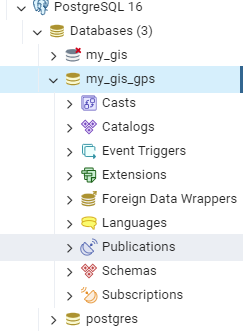 PostgreSQL 16
Databases (3)
my_gis
my_gis_gps
Casts
Catalogs
Event Triggers
Extensions
Foreign Data Wrappers
Languages
Publications
Schemas
Subscriptions
postgres